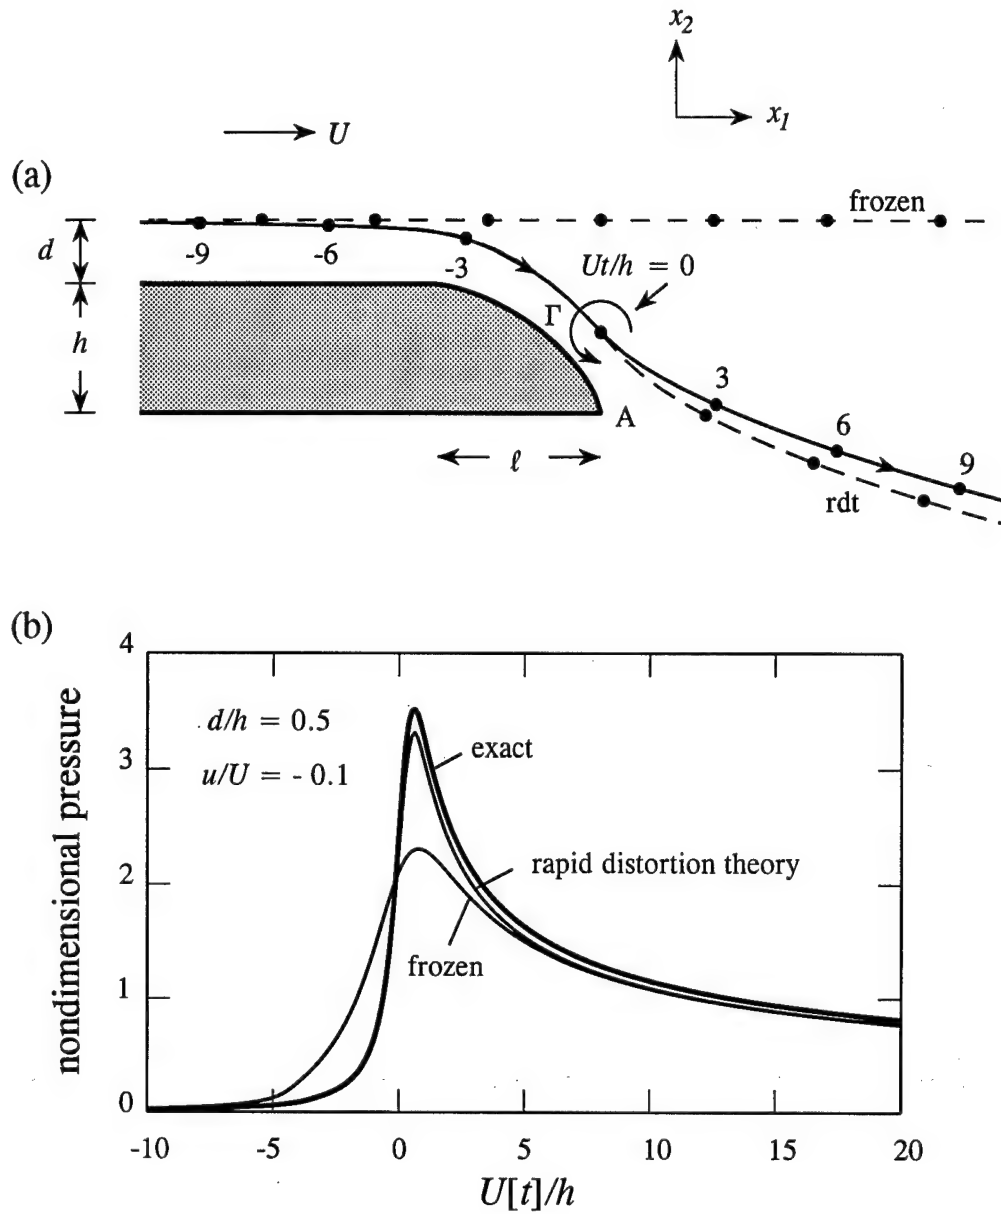 x₂
x₁
U
(a)
frozen
d
-9
-6
-3
Ut/h = 0
Γ
h
3
A
6
9
ℓ
rdt
(b)
4
d/h = 0.5
u/U = - 0.1
exact
3
rapid distortion theory
2
frozen
1
0
nondimensional pressure
-10
-5
0
5
10
15
20
U[t]/h